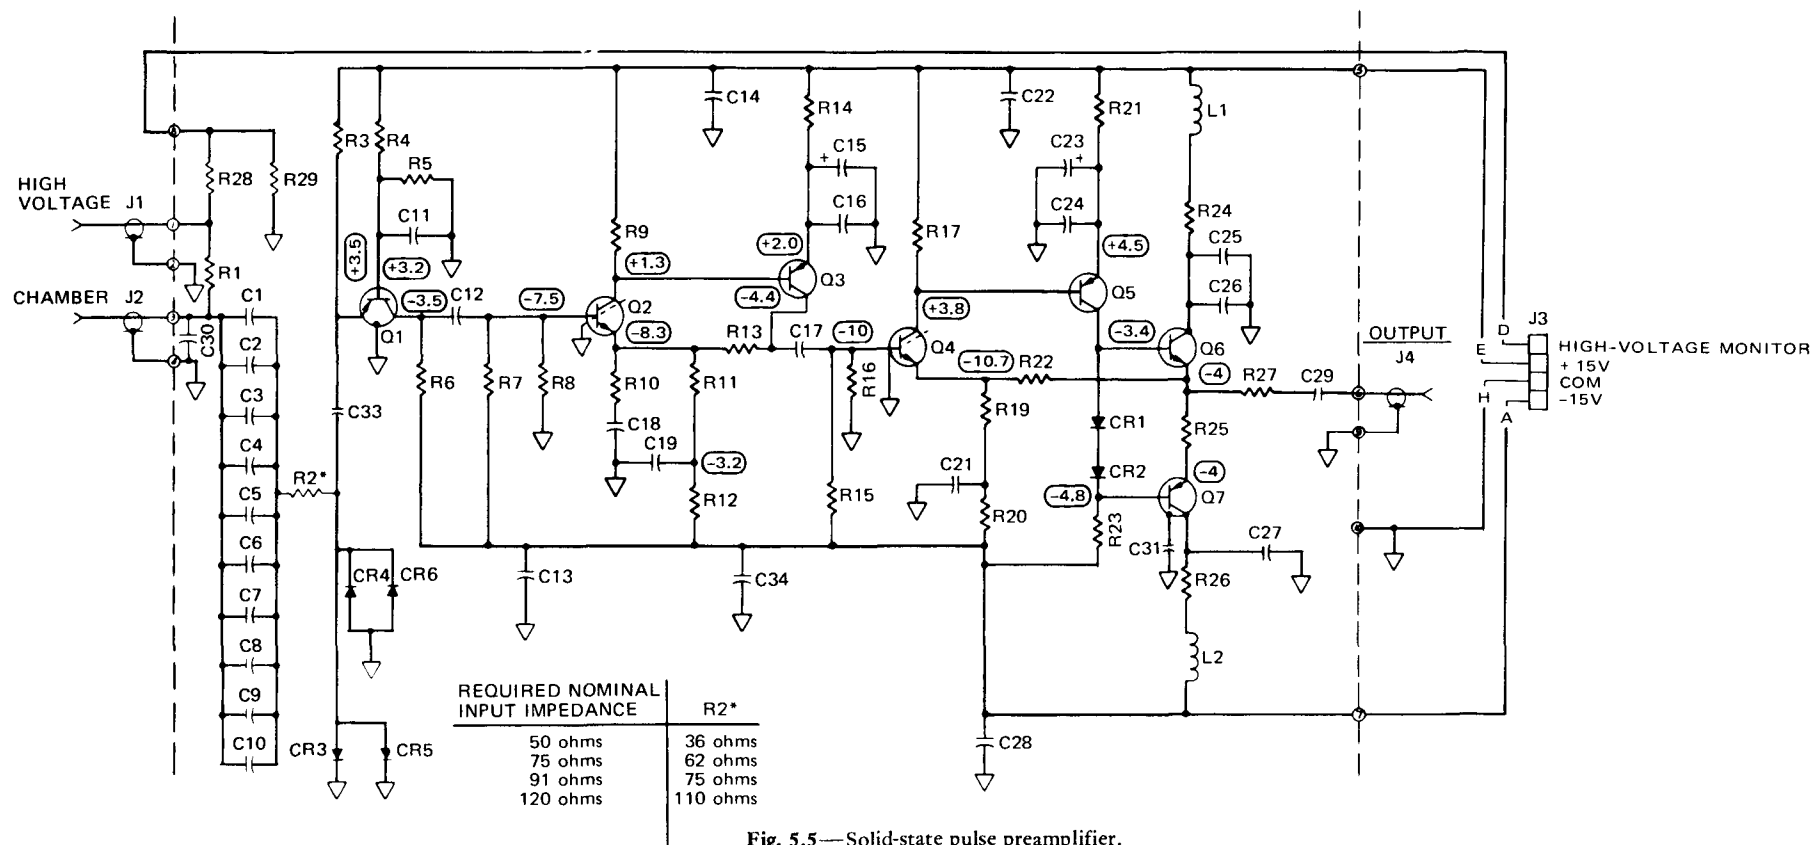 HIGH
VOLTAGE J1
CHAMBER J2
R28
R29
R1
C1
C30
C2
C3
C4
C5
C6
C7
C8
C9
C10
R2*
R3
R4
R5
C11
+3.5
+3.2
-3.5
Q1
C12
C33
R6
R7
R8
CR4
CR6
CR3
CR5
C13
-7.5
R9
+1.3
Q2
-8.3
R10
R11
C18
C19
-3.2
R12
C34
C14
R14
+
C15
C16
+2.0
Q3
-4.4
R13
C17
-10
R16
R15
R17
+3.8
Q4
-10.7
R22
R19
C21
R20
C28
C22
R21
C23
+
C24
+4.5
Q5
-3.4
CR1
CR2
-4.8
R23
L1
R24
C25
C26
Q6
-4
R25
-4
Q7
C31
C27
R26
L2
R27
C29
OUTPUT
J4
J3
D
E
H
A
HIGH-VOLTAGE MONITOR
+ 15V
COM
-15V
REQUIRED NOMINAL
INPUT IMPEDANCE R2*
50 ohms 36 ohms
75 ohms 62 ohms
91 ohms 75 ohms
120 ohms 110 ohms
Fig. 5.5—Solid-state pulse preamplifier.